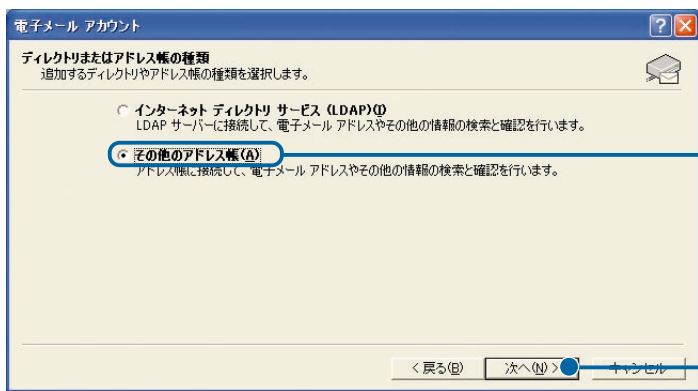 電子メール アカウント
ディレクトリまたはアドレス帳の種類
追加するディレクトリやアドレス帳の種類を選択します。
インターネット ディレクトリ サービス (LDAP)(I)
LDAP サーバーに接続して、電子メール アドレスやその他の情報の検索と確認を行います。
その他のアドレス帳(A)
アドレス帳に接続して、電子メール アドレスやその他の情報の検索と確認を行います。
< 戻る(B)
次へ(N) >
キャンセル